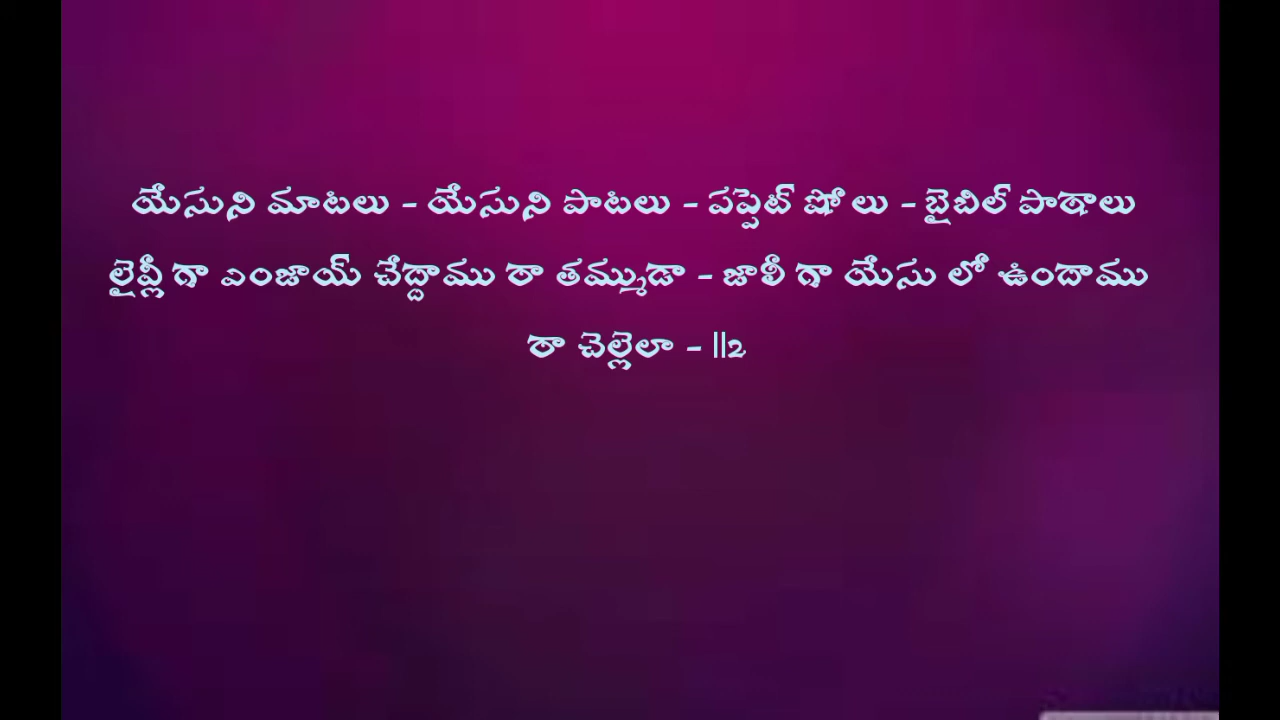 యేసుని మాటలు - యేసుని పాటలు - పప్పెట్ షో లు - బైబిల్ పాఠాలు
లైవ్లీ గా ఎంజాయ్ చేద్దాము రా తమ్ముడా - జాలీ గా యేసు లో ఉందాము
రా చెల్లెలా - ||2